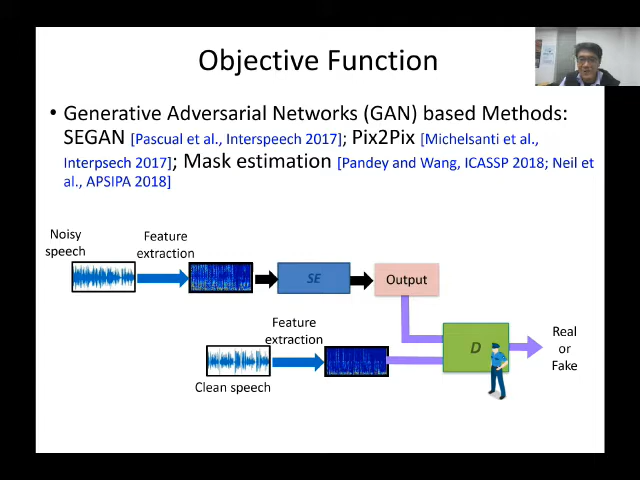 Objective Function
• Generative Adversarial Networks (GAN) based Methods:
SEGAN [Pascual et al., Interspeech 2017]; Pix2Pix [Michelsanti et al.,
Interpsech 2017]; Mask estimation [Pandey and Wang, ICASSP 2018; Neil et
al., APSIPA 2018]
Noisy
speech
Feature
extraction
SE
Output
Feature
extraction
Clean speech
D
Real
or
Fake